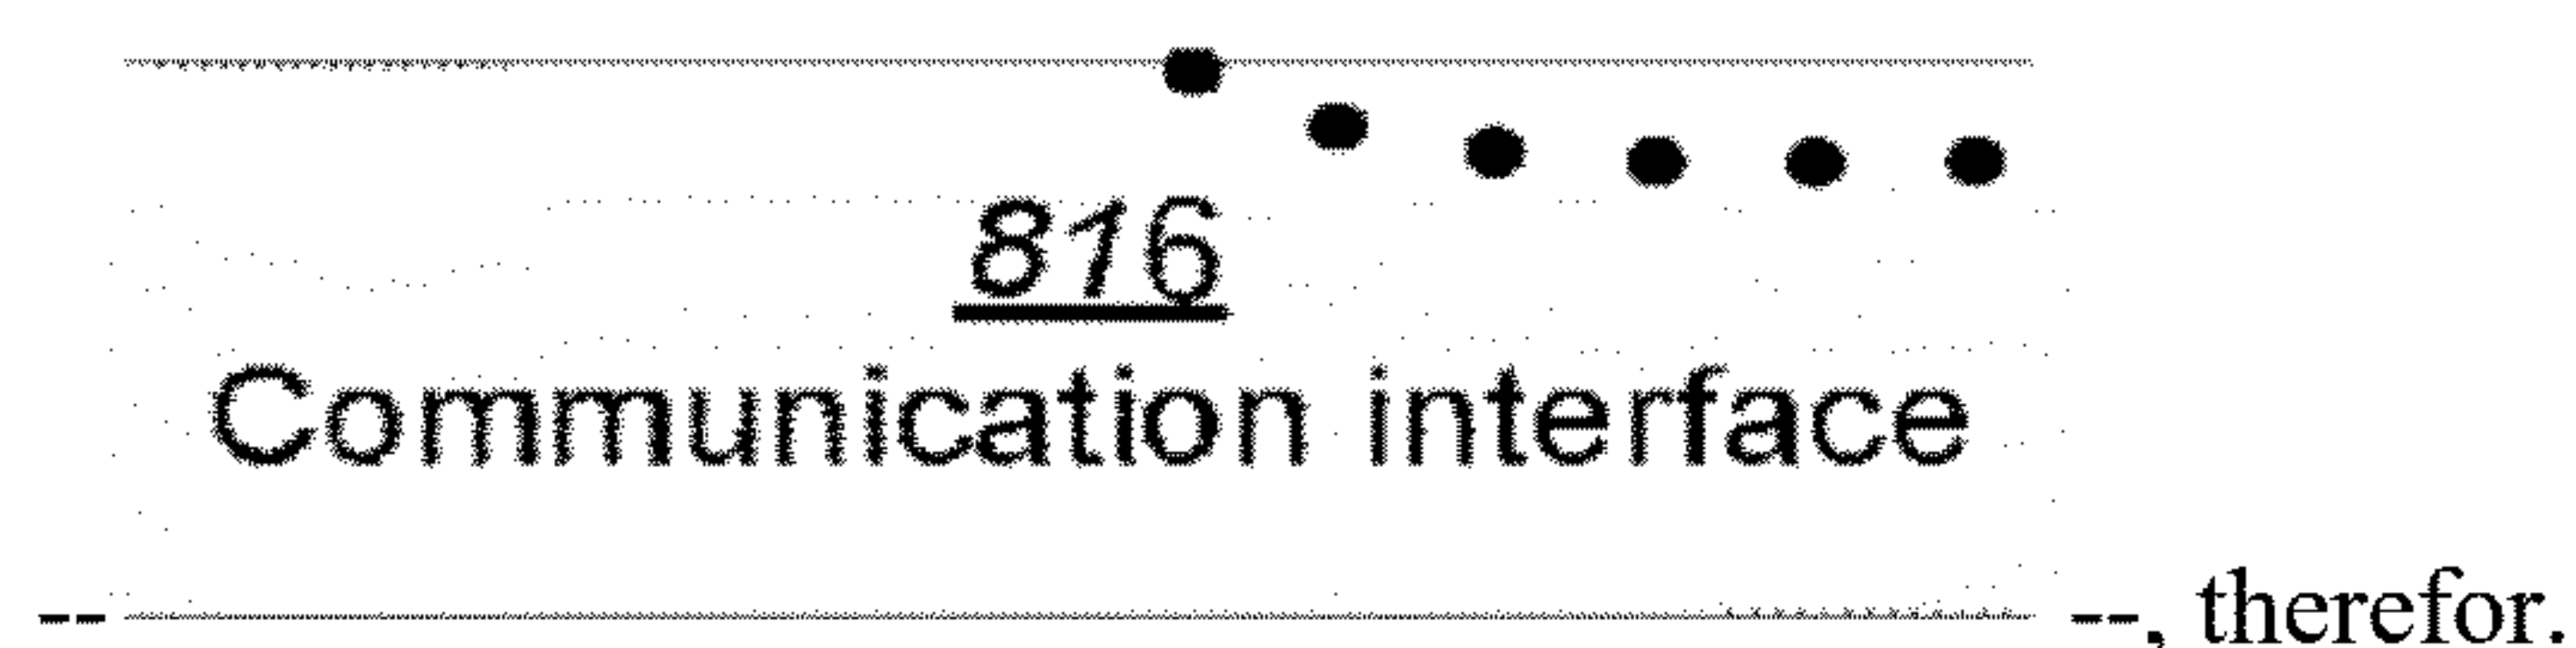 816
Communication interface
-- --, therefor.